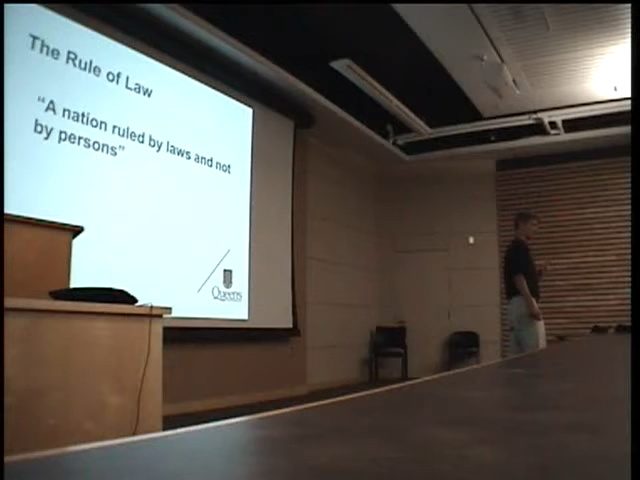 The Rule of Law
"A nation ruled by laws and not
by persons"
Queen's